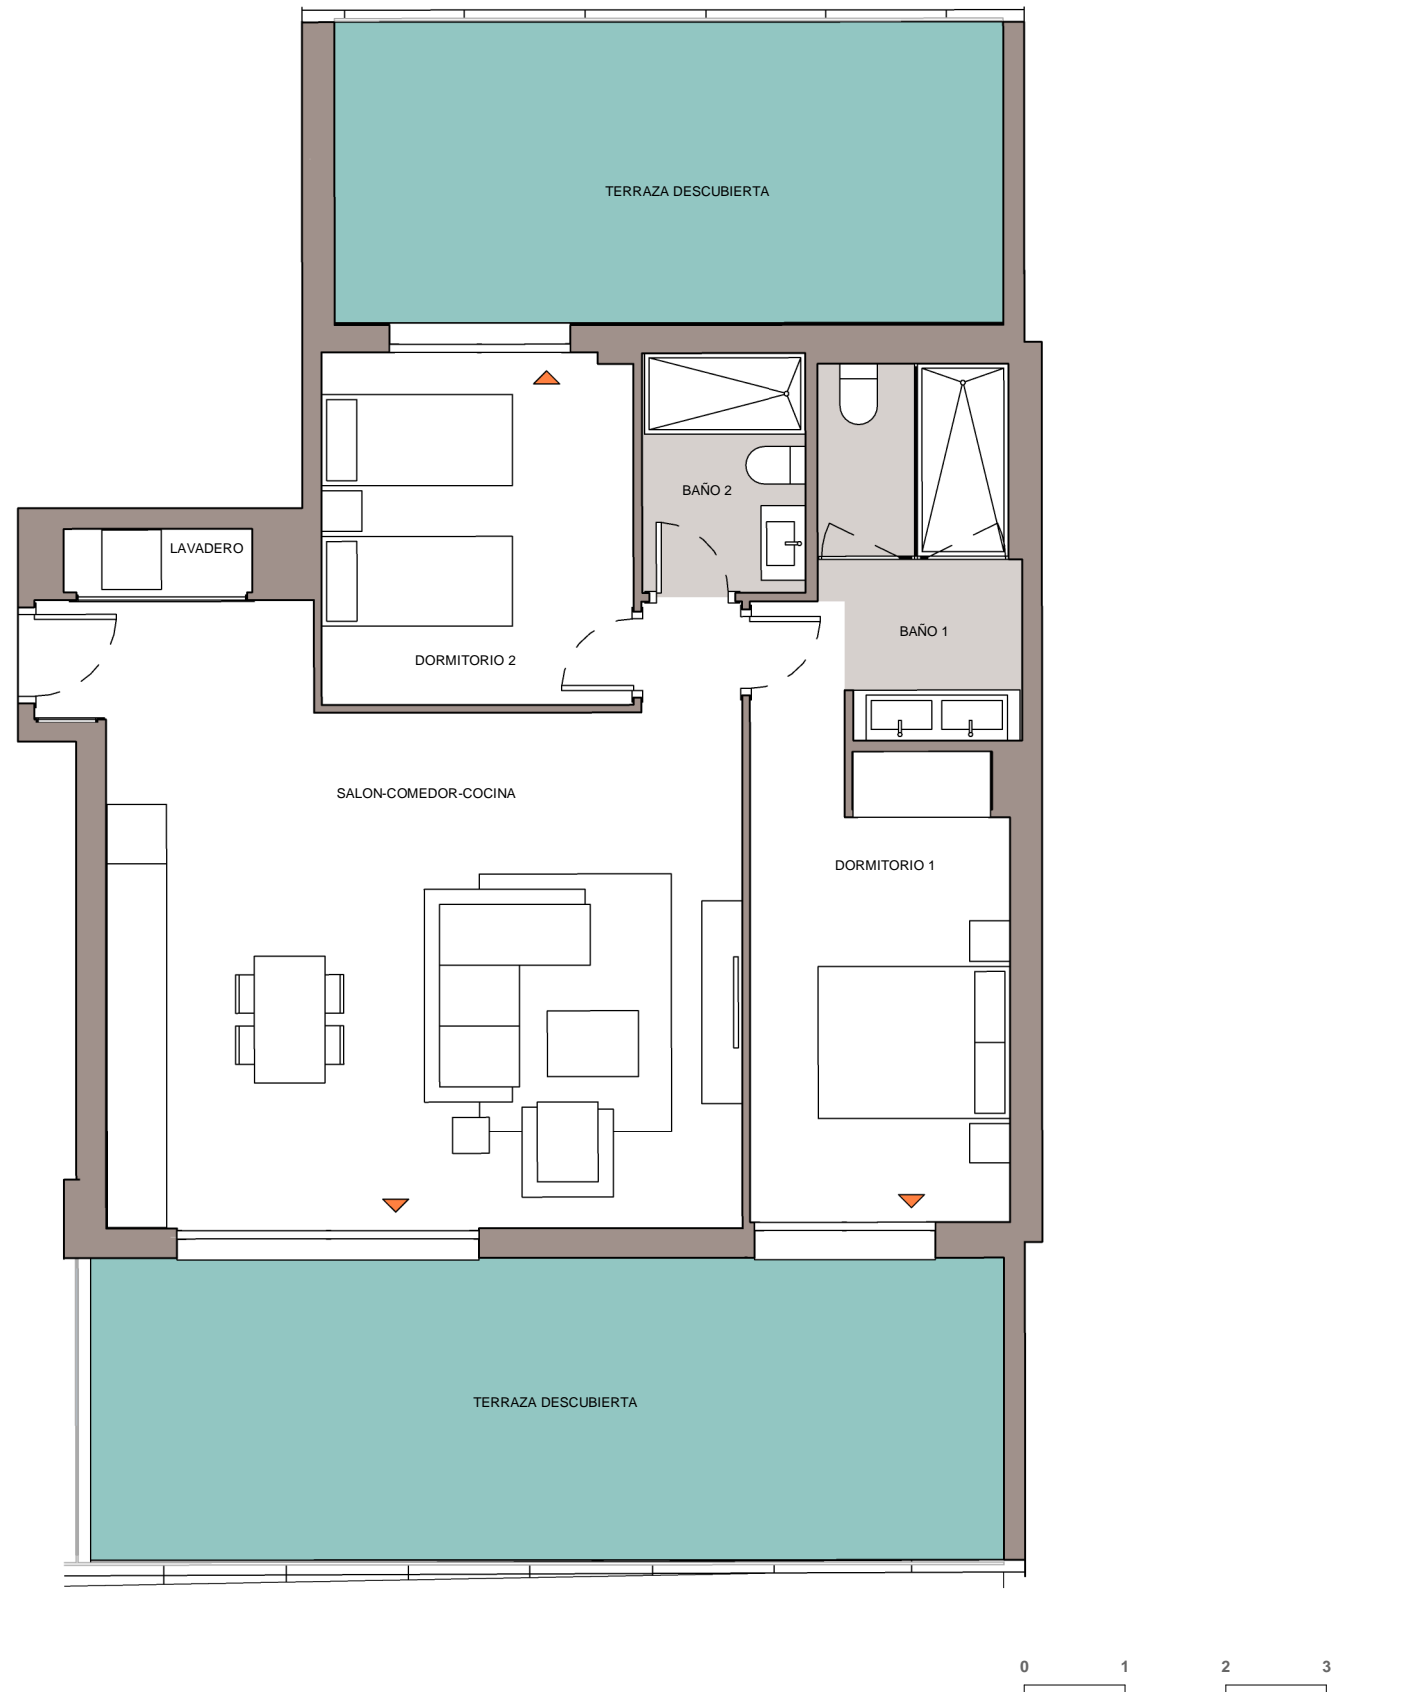 TERRAZA DESCUBIERTA
BAÑO 2
LAVADERO
BAÑO 1
DORMITORIO 2
SALON-COMEDOR-COCINA
DORMITORIO 1
TERRAZA DESCUBIERTA
0 1 2 3